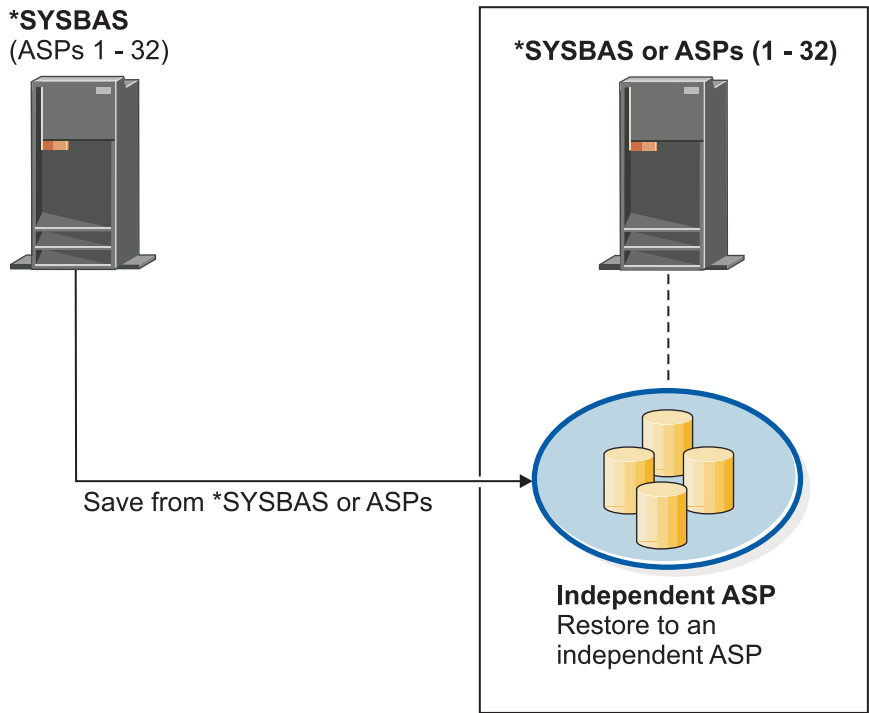 *SYSBAS
(ASPs 1 - 32)
*SYSBAS or ASPs (1 - 32)
Save from *SYSBAS or ASPs
Independent ASP
Restore to an
independent ASP